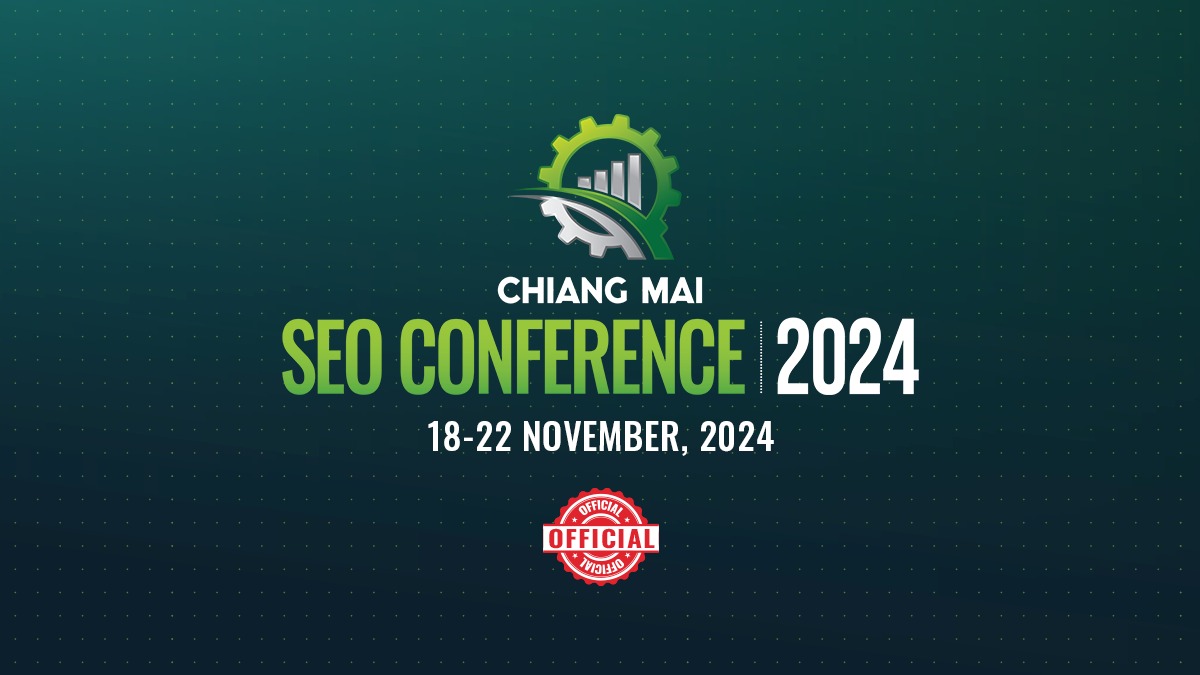 CHIANG MAI
SEO CONFERENCE 2024
18-22 NOVEMBER, 2024
OFFICIAL
OFFICIAL
OFFICIAL